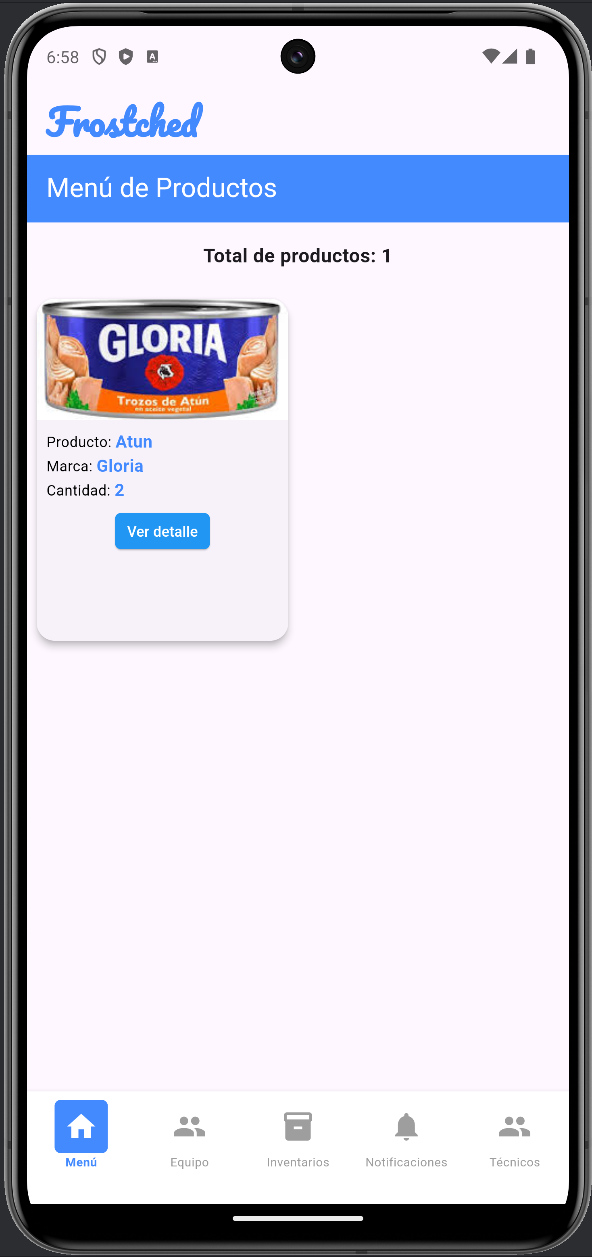 6:58
A
Frostched
Menú de Productos
Total de productos: 1
GLORIA
Trozos de Atún
en aceite vegetal
Producto: Atun
Marca: Gloria
Cantidad: 2
Ver detalle
Menú
Equipo
Inventarios
Notificaciones
Técnicos